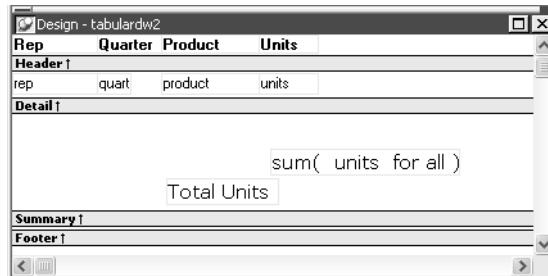 Design - tabulardw2
Rep Quarter Product Units
Header ↑
rep quart product units
Detail ↑
sum( units for all )
Total Units
Summary ↑
Footer ↑